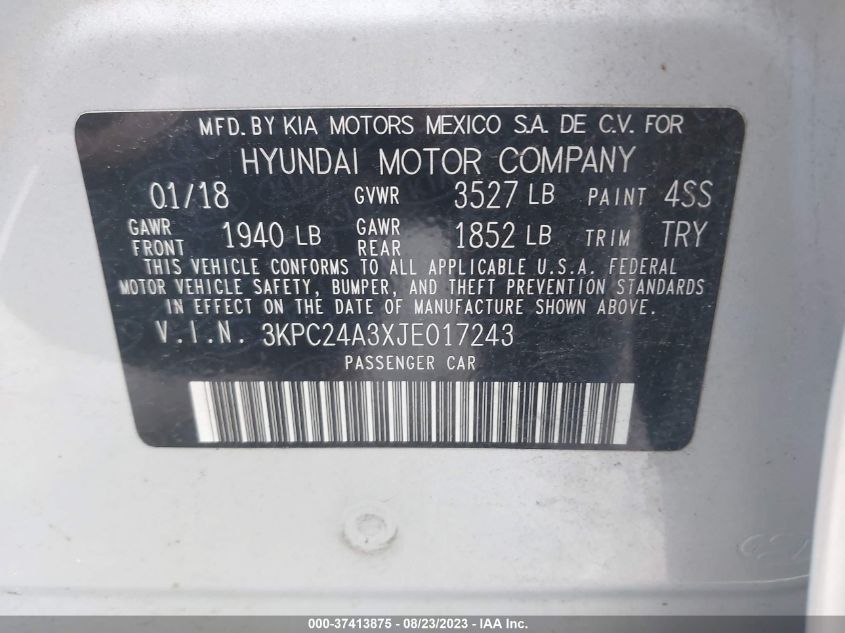 MFD. BY KIA MOTORS MEXICO S.A. DE C.V. FOR
HYUNDAI MOTOR COMPANY
01/18 GVWR 3527 LB PAINT 4SS
GAWR FRONT 1940 LB GAWR REAR 1852 LB TRIM TRY
THIS VEHICLE CONFORMS TO ALL APPLICABLE U.S.A. FEDERAL
MOTOR VEHICLE SAFETY, BUMPER, AND THEFT PREVENTION STANDARDS
IN EFFECT ON THE DATE OF MANUFACTURE SHOWN ABOVE.
V.I.N. 3KPC24A3XJE017243
PASSENGER CAR
000-37413875 - 08/23/2023 - IAA Inc.